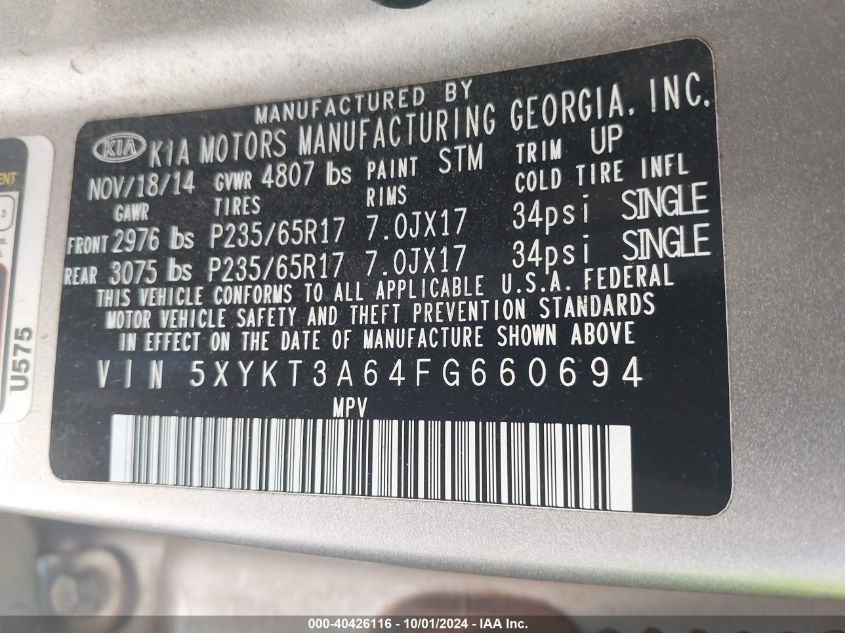 MANUFACTURED BY
KIA KIA MOTORS MANUFACTURING GEORGIA, INC.
NOV/18/14 GVWR 4807 lbs PAINT STM TRIM UP
GAWR TIRES RIMS COLD TIRE INFL
FRONT 2976 lbs P235/65R17 7.0JX17 34psi SINGLE
REAR 3075 lbs P235/65R17 7.0JX17 34psi SINGLE
THIS VEHICLE CONFORMS TO ALL APPLICABLE U.S.A. FEDERAL
MOTOR VEHICLE SAFETY AND THEFT PREVENTION STANDARDS
IN EFFECT ON THE DATE OF MANUFACTURE SHOWN ABOVE
VIN 5XYKT3A64FG660694
MPV
U575
3
000-40426116 - 10/01/2024 - IAA Inc.